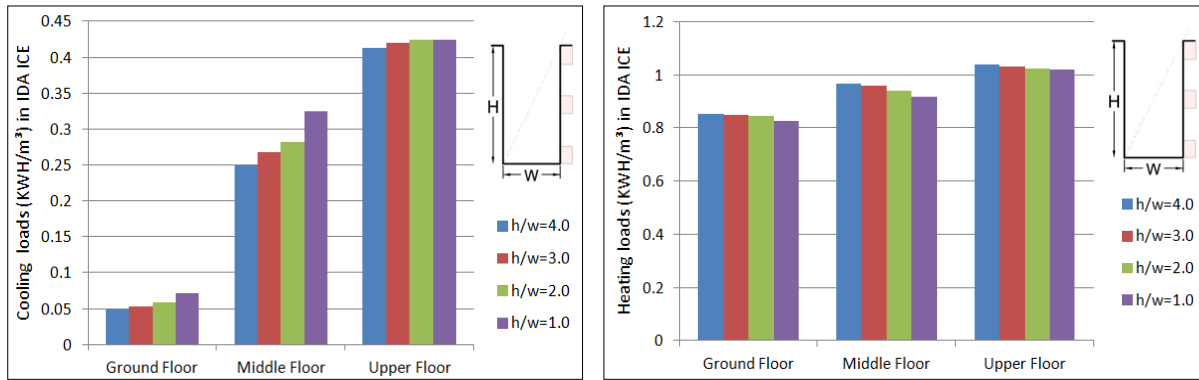 Cooling loads (KWH/m³) in IDA ICE
0.45
0.4
0.35
0.3
0.25
0.2
0.15
0.1
0.05
0
Ground Floor
Middle Floor
Upper Floor
H
W
h/w=4.0
h/w=3.0
h/w=2.0
h/w=1.0
Heating loads (KWH/m³) in IDA ICE
1.2
1
0.8
0.6
0.4
0.2
0
Ground Floor
Middle Floor
Upper Floor
H
W
h/w=4.0
h/w=3.0
h/w=2.0
h/w=1.0